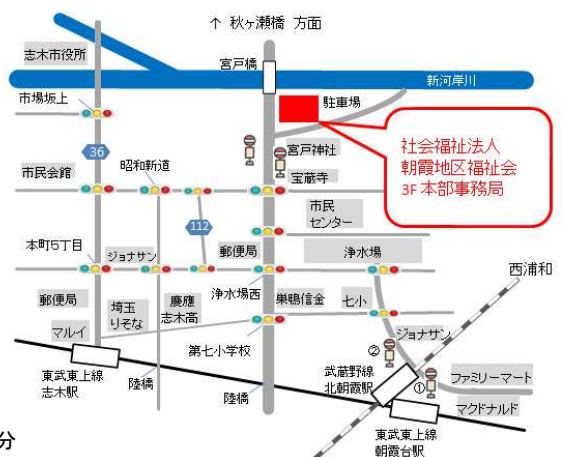 ↑ 秋ヶ瀬橋 方面
志木市役所
宮戸橋
新河岸川
市場坂上
駐車場
社会福祉法人
朝霞地区福祉会
3F 本部事務局
36
昭和新道
宮戸神社
市民会館
宝蔵寺
市民
センター
112
本町5丁目
ジョナサン
郵便局
浄水場
西浦和
郵便局
埼玉
りそな
慶應
志木高
浄水場西
巣鴨信金
七小
マルイ
第七小学校
ジョナサン
②
東武東上線
志木駅
陸橋
陸橋
武蔵野線
北朝霞駅
①
ファミリーマート
マクドナルド
東武東上線
朝霞台駅
分